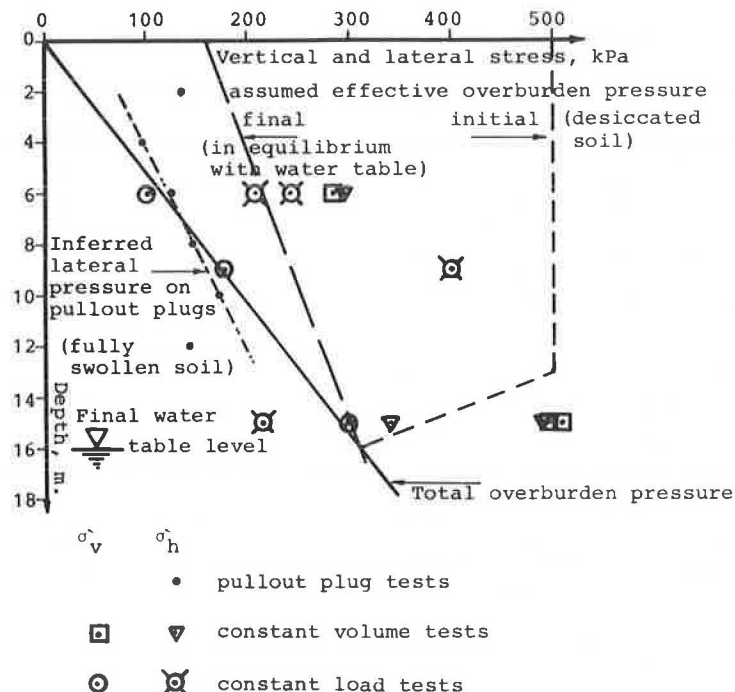 0 100 200 300 400 500
0
Vertical and lateral stress, kPa
2
assumed effective overburden pressure
final
initial (desiccated
soil)
4
(in equilibrium
with water table)
6
Inferred
8
lateral
pressure on
10
pullout plugs
12
(fully
swollen soil)
14
Final water
table level
16
18
Depth, m.
Total overburden pressure
σ`v σ`h
pullout plug tests
constant volume tests
constant load tests